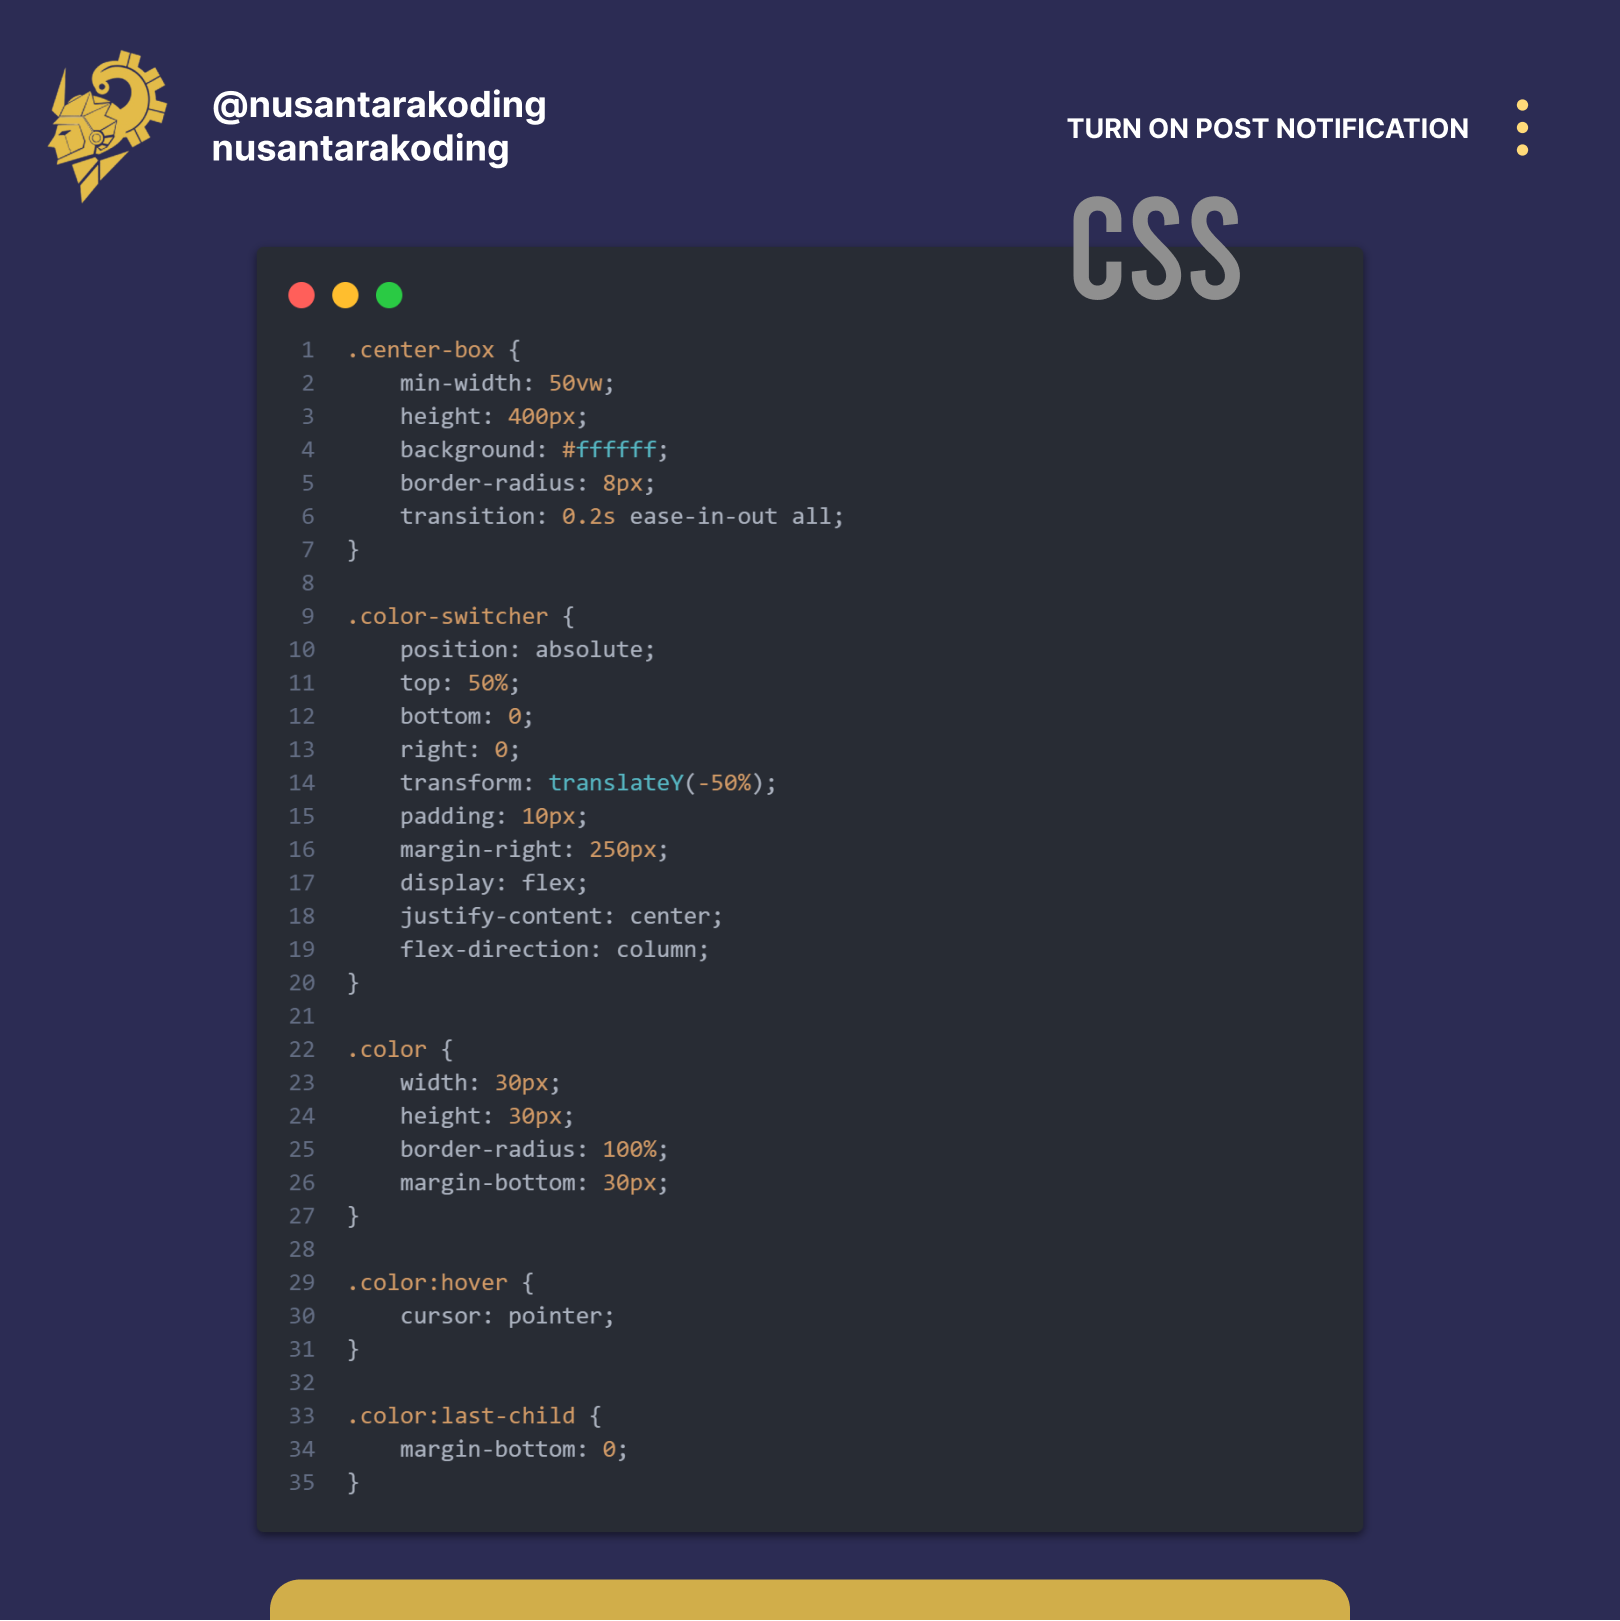 @nusantarakoding
nusantarakoding
TURN ON POST NOTIFICATION
CSS
1 .center-box {
2     min-width: 50vw;
3     height: 400px;
4     background: #ffffff;
5     border-radius: 8px;
6     transition: 0.2s ease-in-out all;
7 }
8
9 .color-switcher {
10     position: absolute;
11     top: 50%;
12     bottom: 0;
13     right: 0;
14     transform: translateY(-50%);
15     padding: 10px;
16     margin-right: 250px;
17     display: flex;
18     justify-content: center;
19     flex-direction: column;
20 }
21
22 .color {
23     width: 30px;
24     height: 30px;
25     border-radius: 100%;
26     margin-bottom: 30px;
27 }
28
29 .color:hover {
30     cursor: pointer;
31 }
32
33 .color:last-child {
34     margin-bottom: 0;
35 }